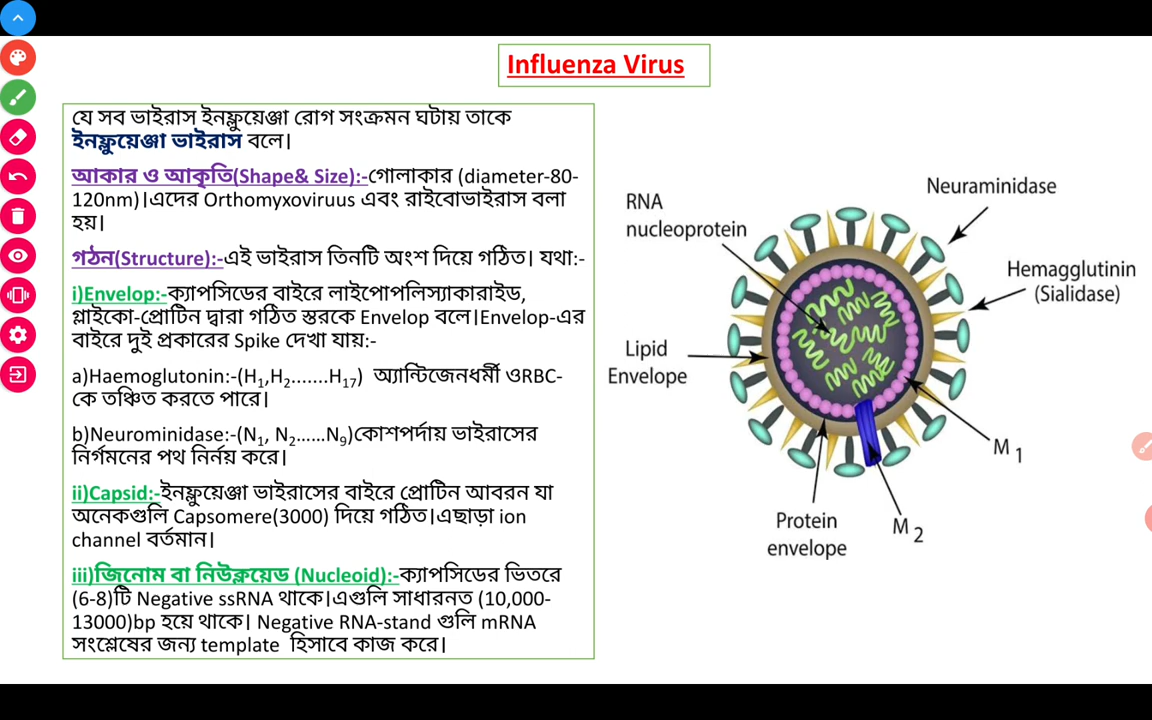 Influenza Virus
যে সব ভাইরাস ইনফ্লুয়েঞ্জা রোগ সংক্রমন ঘটায় তাকে
ইনফ্লুয়েঞ্জা ভাইরাস বলে।
আকার ও আকৃতি(Shape& Size):-গোলাকার (diameter-80-
120nm)।এদের Orthomyxoviruus এবং রাইবোভাইরাস বলা
হয়।
গঠন(Structure):-এই ভাইরাস তিনটি অংশ দিয়ে গঠিত। যথা:-
i)Envelop:-ক্যাপসিডের বাইরে লাইপোপলিস্যাকারাইড,
গ্লাইকো-প্রোটিন দ্বারা গঠিত স্তরকে Envelop বলে।Envelop-এর
বাইরে দুই প্রকারের Spike দেখা যায়:-
a)Haemoglutonin:-(H₁,H₂.......H₁₇) অ্যান্টিজেনধর্মী ওRBC-
কে তঞ্চিত করতে পারে।
b)Neurominidase:-(N₁, N₂......N₉)কোশপর্দায় ভাইরাসের
নির্গমনের পথ নির্নয় করে।
ii)Capsid:-ইনফ্লুয়েঞ্জা ভাইরাসের বাইরে প্রোটিন আবরন যা
অনেকগুলি Capsomere(3000) দিয়ে গঠিত।এছাড়া ion
channel বর্তমান।
iii)জিনোম বা নিউক্লয়েড (Nucleoid):-ক্যাপসিডের ভিতরে
(6-8)টি Negative ssRNA থাকে।এগুলি সাধারনত (10,000-
13000)bp হয়ে থাকে। Negative RNA-stand গুলি mRNA
সংশ্লেষের জন্য template হিসাবে কাজ করে।
RNA
nucleoprotein
Neuraminidase
Hemagglutinin
(Sialidase)
Lipid
Envelope
M 1
M 2
Protein
envelope